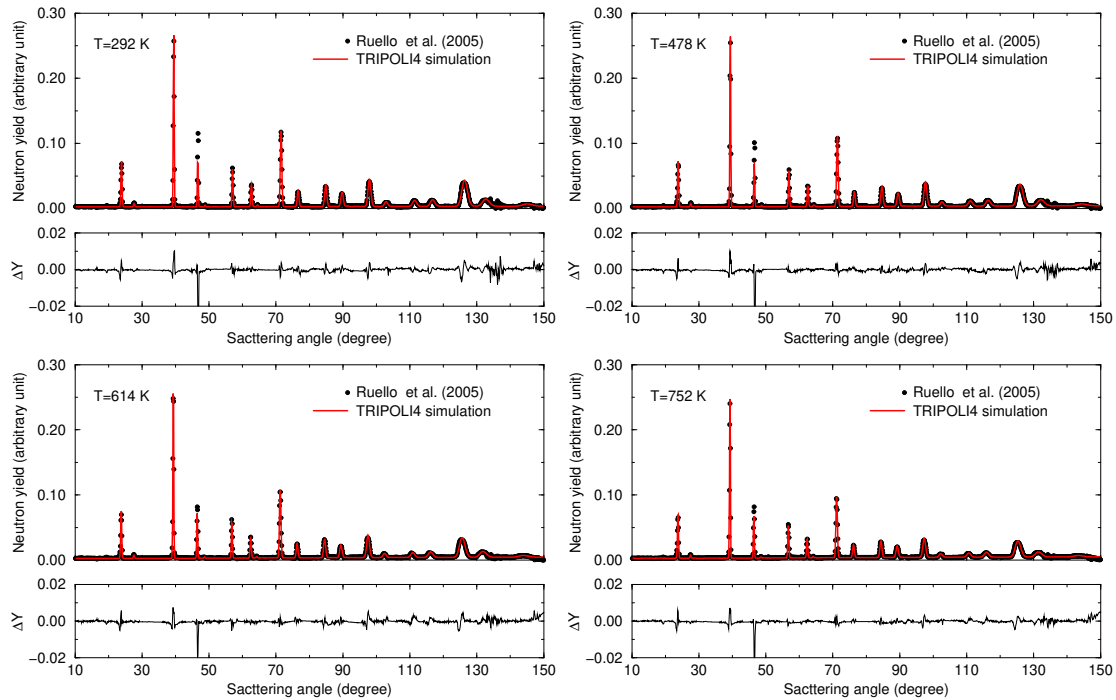 0.30
T=292 K
Ruello et al. (2005)
TRIPOLI4 simulation
0.20
0.10
0.00
Neutron yield (arbitrary unit)
0.02
0.00
−0.02
ΔY
10 30 50 70 90 110 130 150
Sacttering angle (degree)
0.30
T=478 K
Ruello et al. (2005)
TRIPOLI4 simulation
0.20
0.10
0.00
Neutron yield (arbitrary unit)
0.02
0.00
−0.02
ΔY
10 30 50 70 90 110 130 150
Sacttering angle (degree)
0.30
T=614 K
Ruello et al. (2005)
TRIPOLI4 simulation
0.20
0.10
0.00
Neutron yield (arbitrary unit)
0.02
0.00
−0.02
ΔY
10 30 50 70 90 110 130 150
Sacttering angle (degree)
0.30
T=752 K
Ruello et al. (2005)
TRIPOLI4 simulation
0.20
0.10
0.00
Neutron yield (arbitrary unit)
0.02
0.00
−0.02
ΔY
10 30 50 70 90 110 130 150
Sacttering angle (degree)